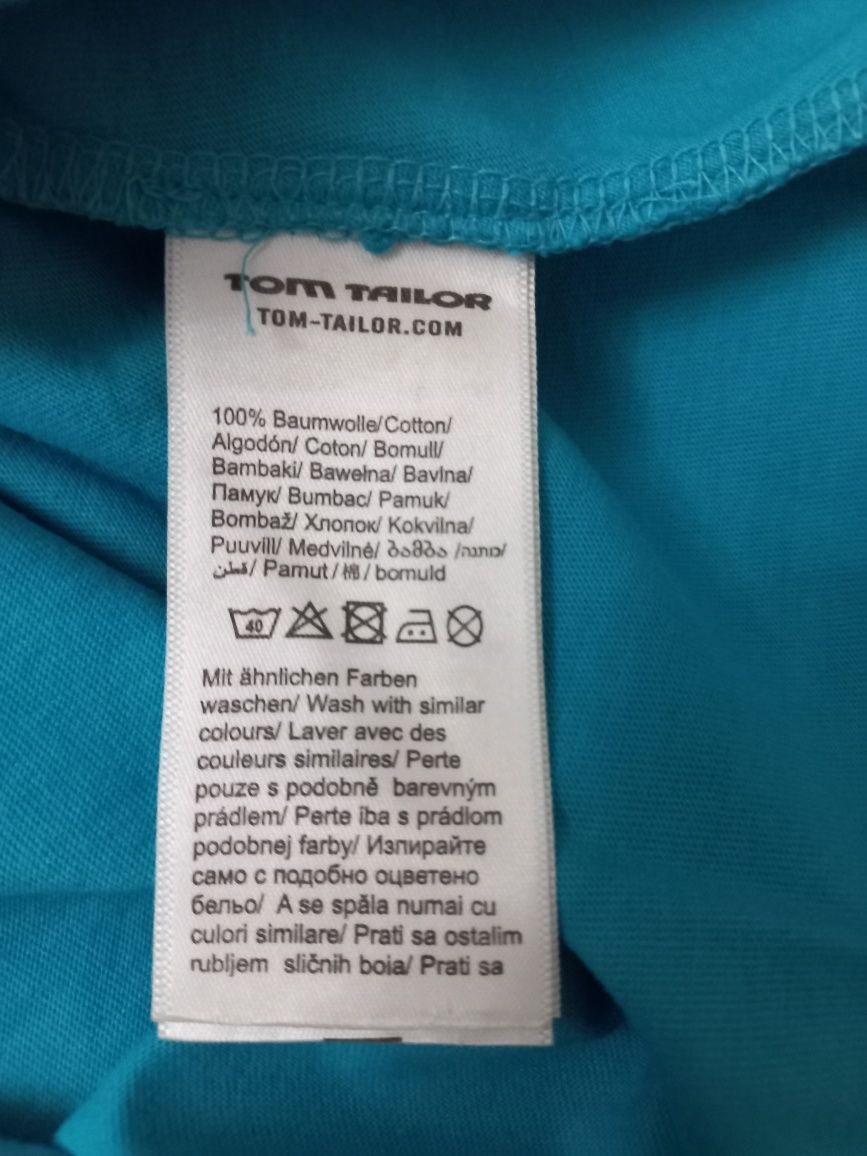 TOM TAILOR
TOM-TAILOR.COM
100% Baumwolle/Cotton/
Algodón/ Coton/ Bomull/
Bambaki/ Bawełna/ Bavlna/
Памук/ Bumbac/ Pamuk/
Bombaž/ Хлопок/ Kokvilna/
Puuvill/ Medvilnė/ ბამბა /כותנה/
قطن/ Pamut/棉/bomuld
40
Mit ähnlichen Farben
waschen/ Wash with similar
colours/ Laver avec des
couleurs similaires/ Perte
pouze s podobně barevným
prádlem/ Perte iba s prádlom
podobnej farby/ Изпирайте
само с подобно оцветено
бельо/ A se spăla numai cu
culori similare/ Prati sa ostalim
rubljem sličnih boja/ Prati sa